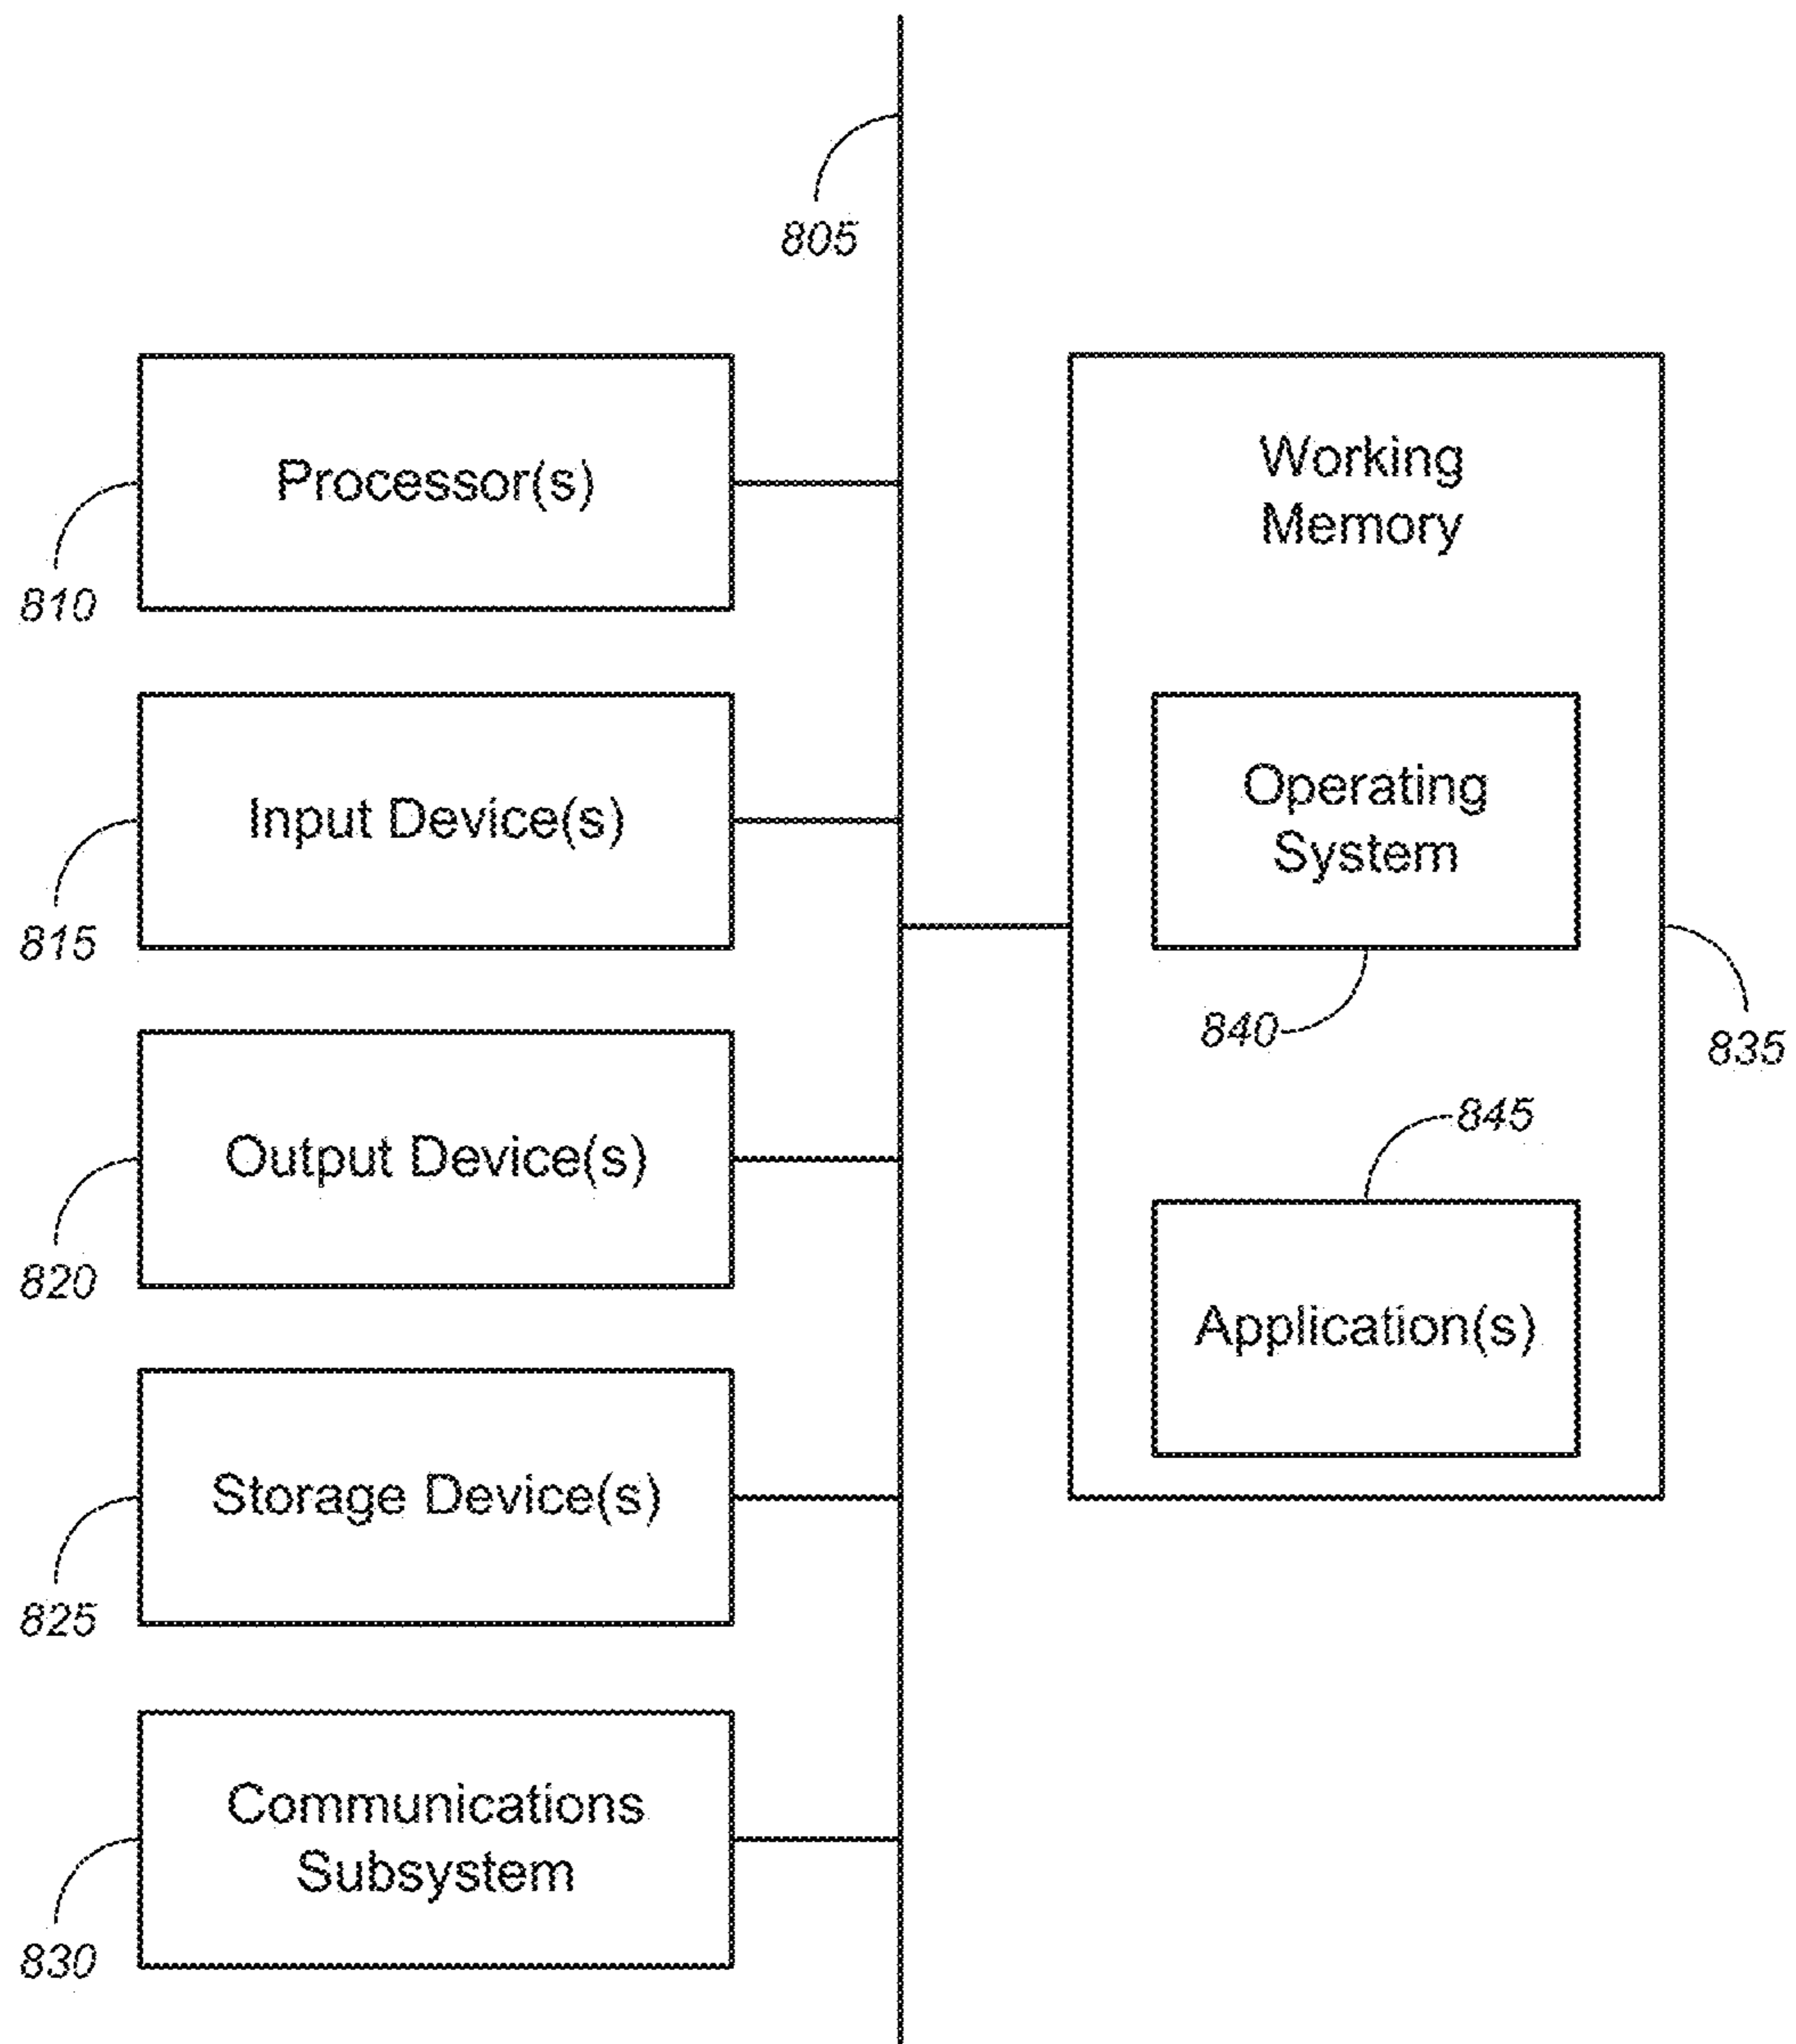 805
Processor(s)
810
Input Device(s)
815
Output Device(s)
820
Storage Device(s)
825
Communications
Subsystem
830
Working
Memory
Operating
System
840
835
845
Application(s)